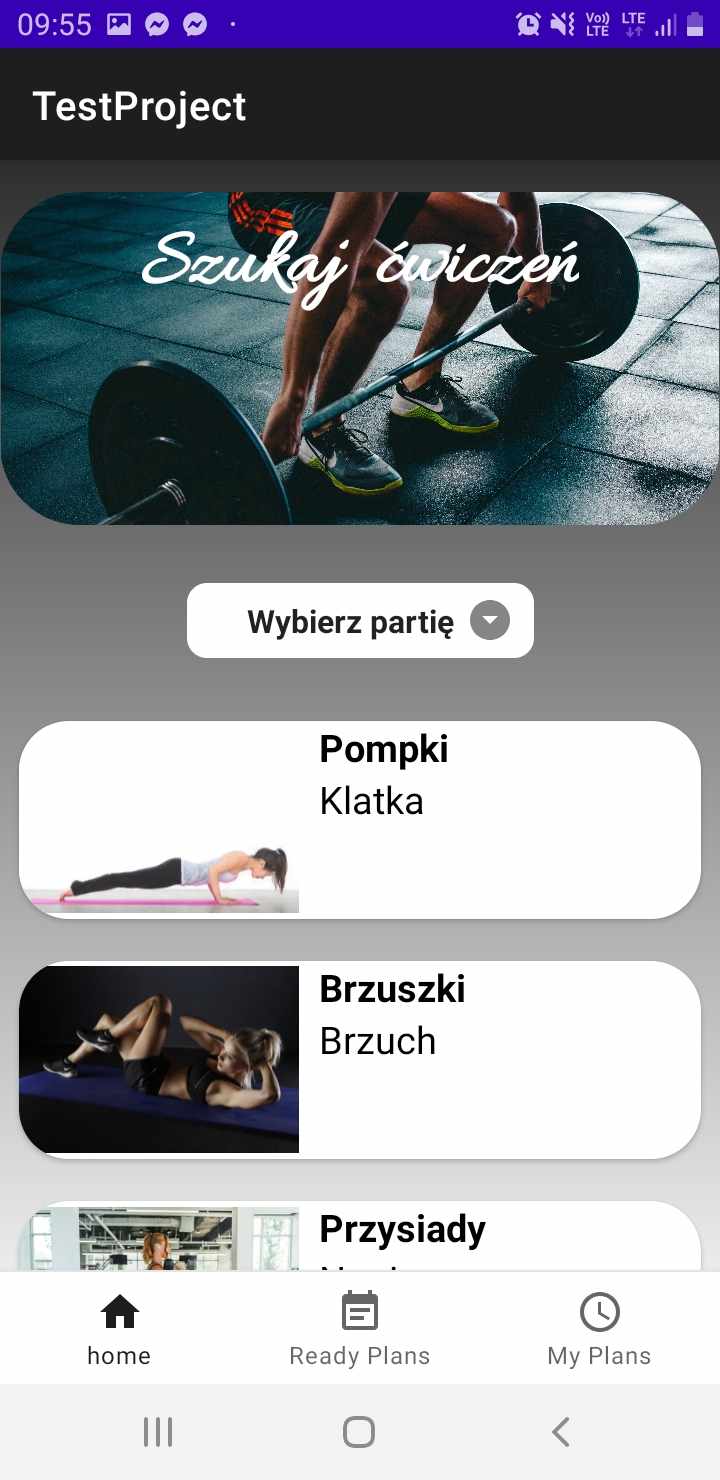 09:55
Vo)) LTE
LTE
TestProject
Szukaj ćwiczeń
Wybierz partię
Pompki
Klatka
Brzuszki
Brzuch
Przysiady
home
Ready Plans
My Plans